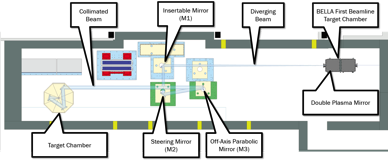 Collimated
Beam
Insertable Mirror
(M1)
Diverging
Beam
BELLA First Beamline
Target Chamber
Double Plasma Mirror
Target Chamber
Steering Mirror
(M2)
Off-Axis Parabolic
Mirror (M3)